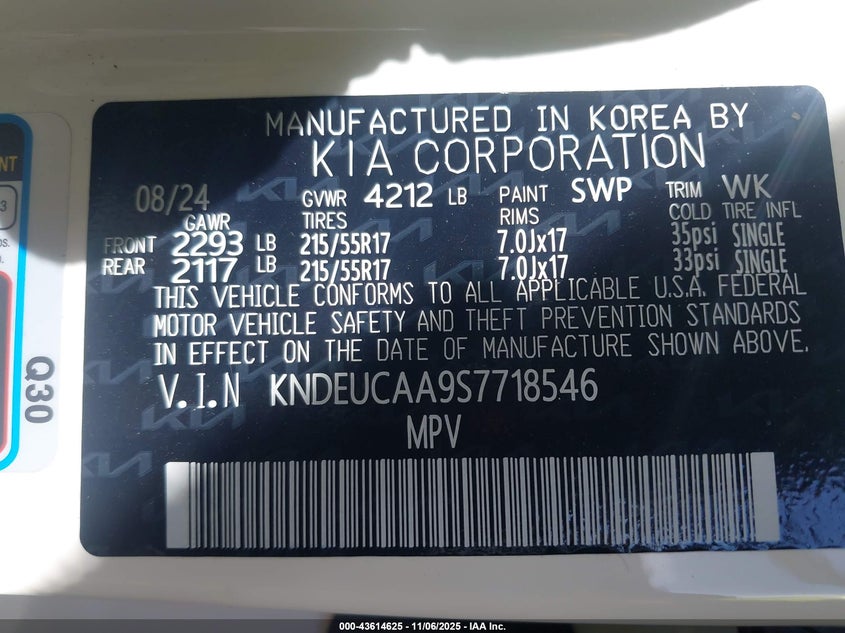 MANUFACTURED IN KOREA BY
KIA CORPORATION
08/24 GVWR 4212 LB PAINT SWP TRIM WK
GAWR TIRES RIMS COLD TIRE INFL
FRONT 2293 LB 215/55R17 7.0Jx17 35psi SINGLE
REAR 2117 LB 215/55R17 7.0Jx17 33psi SINGLE
THIS VEHICLE CONFORMS TO ALL APPLICABLE U.S.A. FEDERAL
MOTOR VEHICLE SAFETY AND THEFT PREVENTION STANDARDS
IN EFFECT ON THE DATE OF MANUFACTURE SHOWN ABOVE.
V.I.N KNDEUCAA9S7718546
MPV
Q30
000-43614625 - 11/06/2025 - IAA Inc.